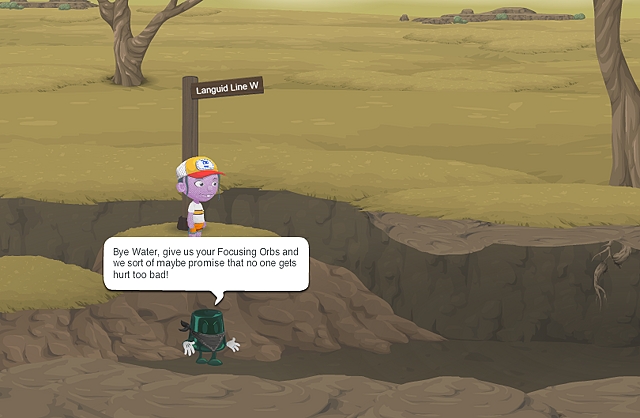 Languid Line W
Bye Water, give us your Focusing Orbs and
we sort of maybe promise that no one gets
hurt too bad!